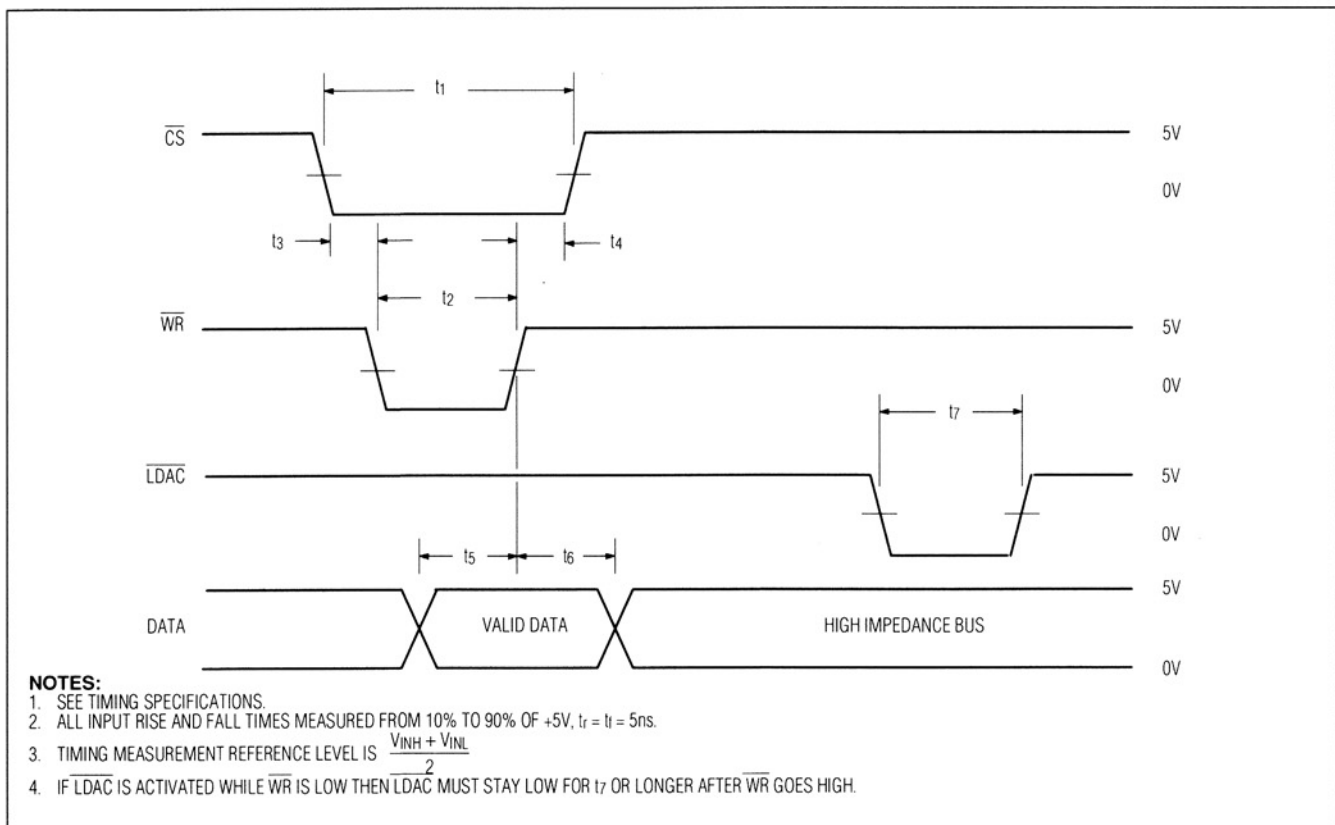 t1
CS
5V
0V
t3
t4
t2
WR
5V
0V
t7
LDAC
5V
0V
t5
t6
5V
DATA
VALID DATA
HIGH IMPEDANCE BUS
0V
NOTES:
1. SEE TIMING SPECIFICATIONS.
2. ALL INPUT RISE AND FALL TIMES MEASURED FROM 10% TO 90% OF +5V, tr = tf = 5ns.
3. TIMING MEASUREMENT REFERENCE LEVEL IS VINH + VINL / 2
4. IF LDAC IS ACTIVATED WHILE WR IS LOW THEN LDAC MUST STAY LOW FOR t7 OR LONGER AFTER WR GOES HIGH.